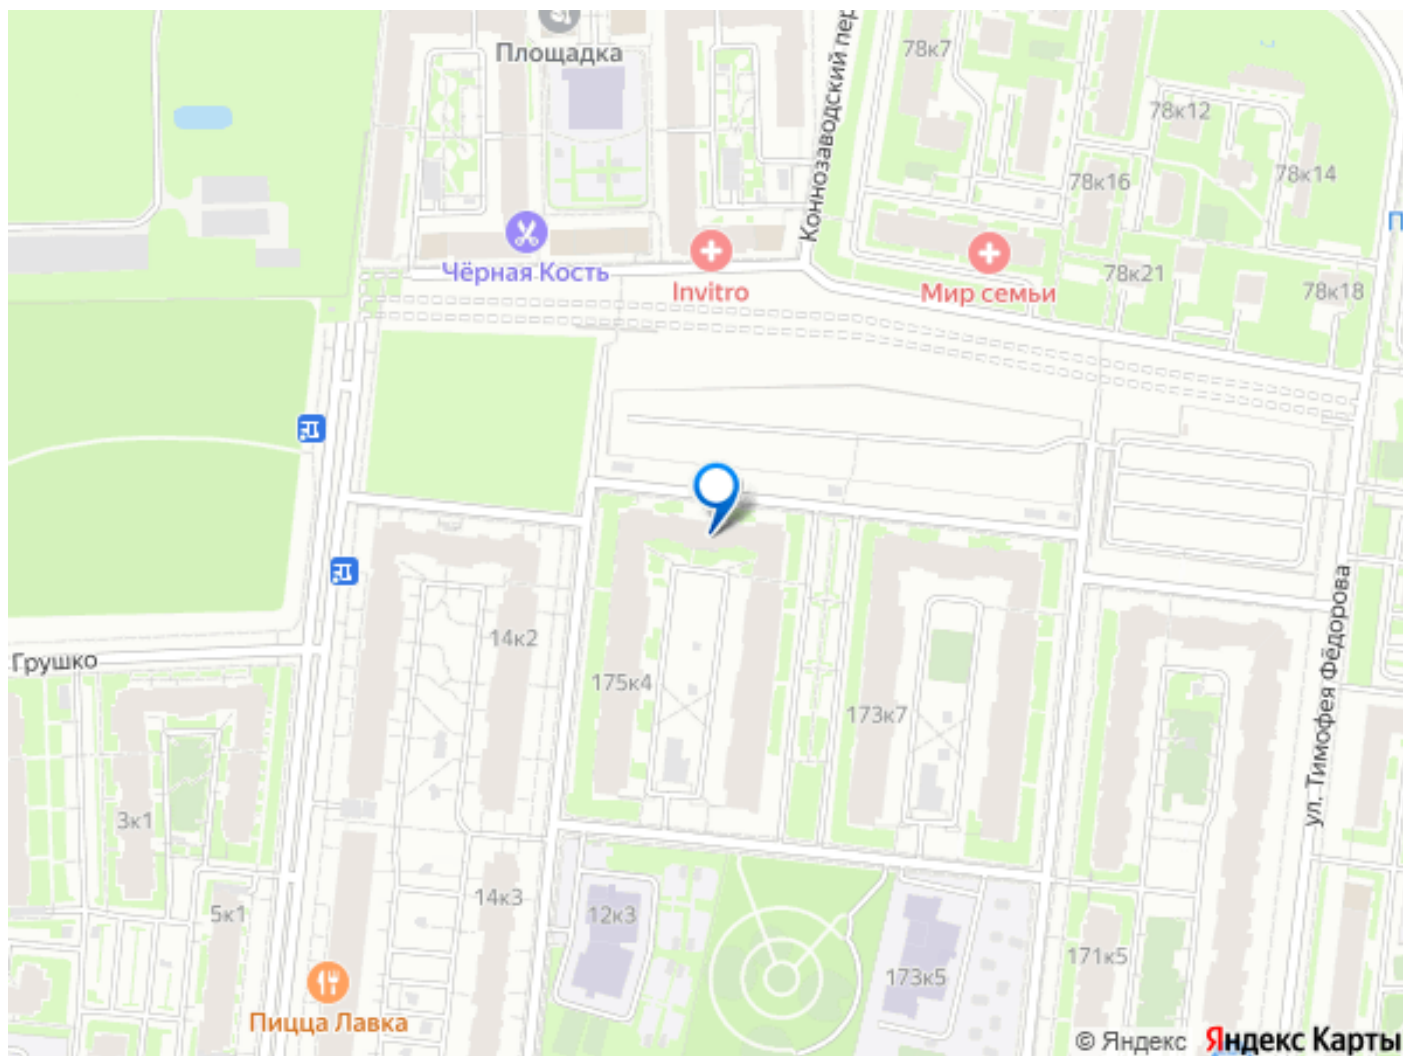 Площадка
Коннозаводский пер
78к7
78к12
78к14
78к16
Чёрная Кость
Invitro
Мир семьи
78к21
78к18
П
Грушко
14к2
175к4
173к7
ул. Тимофея Фёдорова
3к1
5к1
14к3
12к3
173к5
171к5
Пицца Лавка
© Яндекс Яндекс Карты